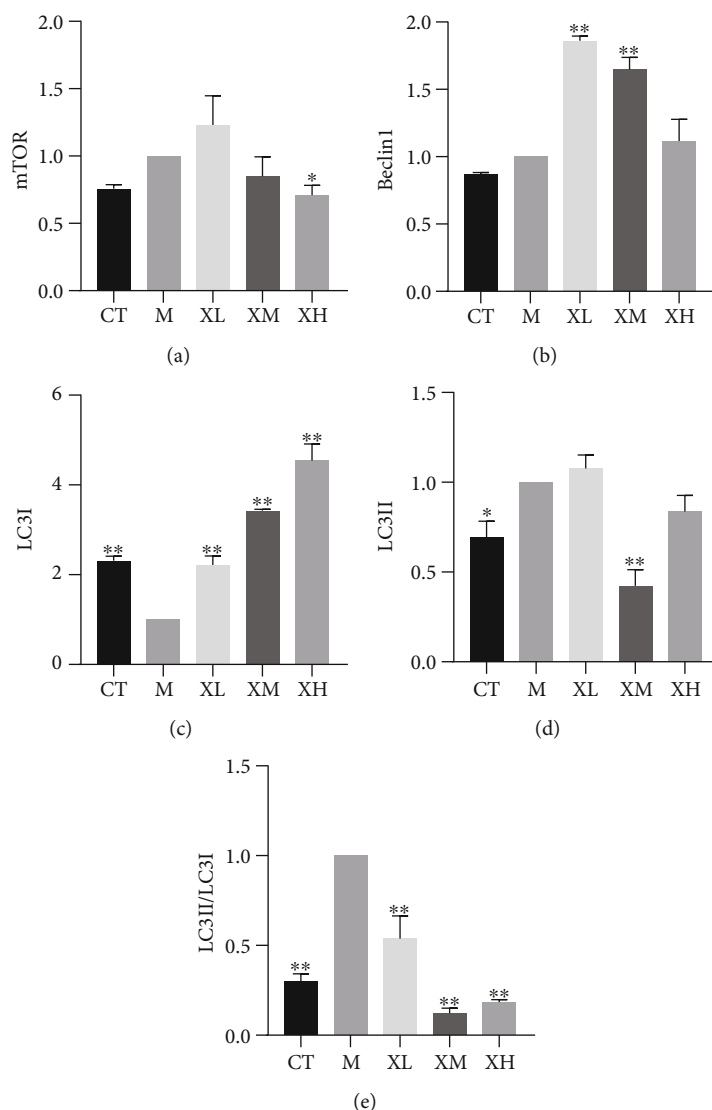 2.0
1.5
1.0
0.5
0.0
mTOR
*
CT M XL XM XH
(a)
2.0
1.5
1.0
0.5
0.0
Beclin1
** **
CT M XL XM XH
(b)
6
4
2
0
LC3I
** ** ** **
CT M XL XM XH
(c)
1.5
1.0
0.5
0.0
LC3II
* **
CT M XL XM XH
(d)
1.5
1.0
0.5
0.0
LC3II/LC3I
** ** ** **
CT M XL XM XH
(e)